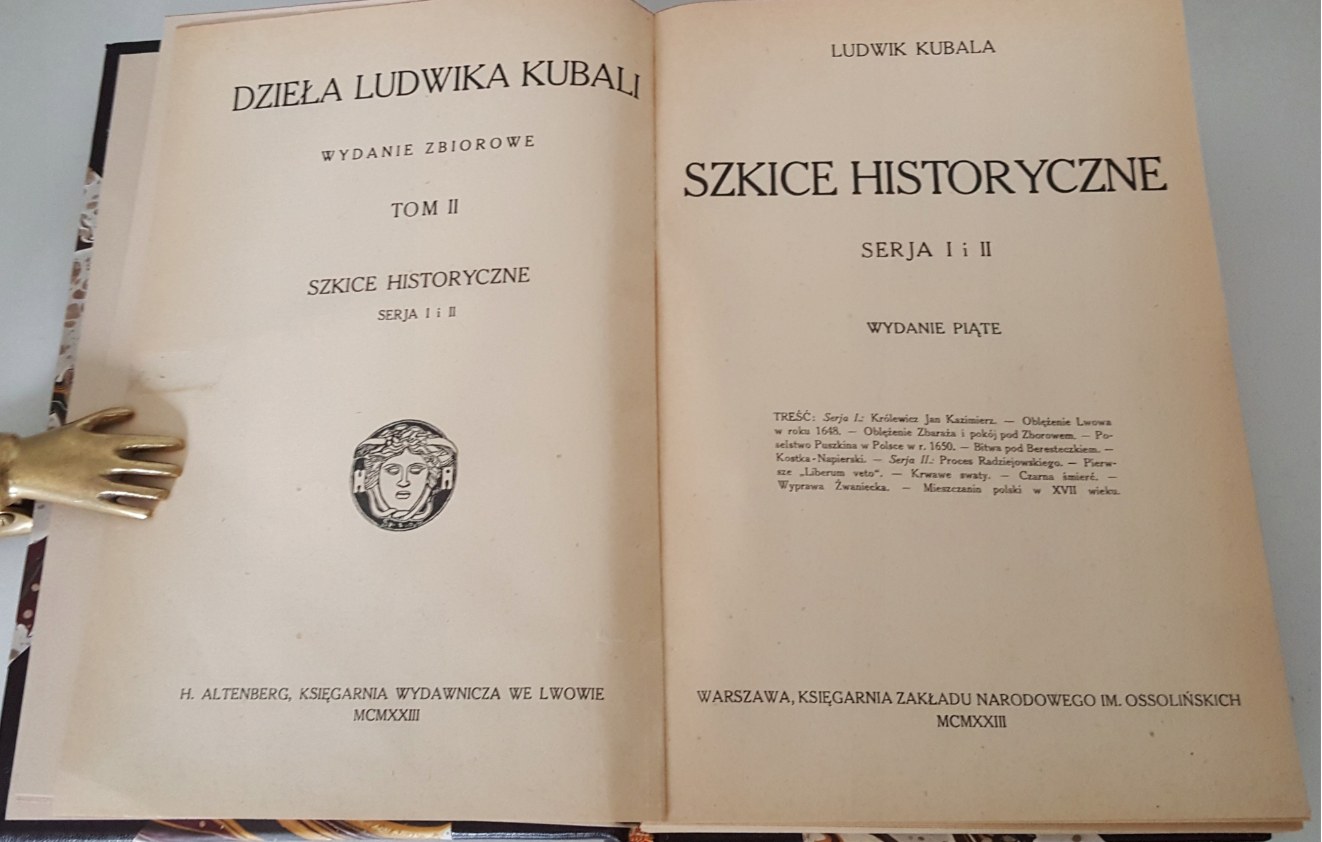 DZIEŁA LUDWIKA KUBALI
WYDANIE ZBIOROWE
TOM II
SZKICE HISTORYCZNE
SERJA I i II
H. ALTENBERG, KSIĘGARNIA WYDAWNICZA WE LWOWIE
MCMXXIII
LUDWIK KUBALA
SZKICE HISTORYCZNE
SERJA I i II
WYDANIE PIĄTE
TREŚĆ: Serja I.: Królewicz Jan Kazimierz. — Oblężenie Lwowa
w roku 1648. — Oblężenie Zbaraża i pokój pod Zborowem. — Po-
selstwo Puszkina w Polsce w r. 1650. — Bitwa pod Beresteczkiem. —
Kostka-Napierski. — Serja II.: Proces Radziejowskiego. — Pierw-
sze „Liberum veto“. — Krwawe swaty. — Czarna śmierć. —
Wyprawa Żwaniecka. — Mieszczanin polski w XVII wieku.
WARSZAWA, KSIĘGARNIA ZAKŁADU NARODOWEGO IM. OSSOLIŃSKICH
MCMXXIII